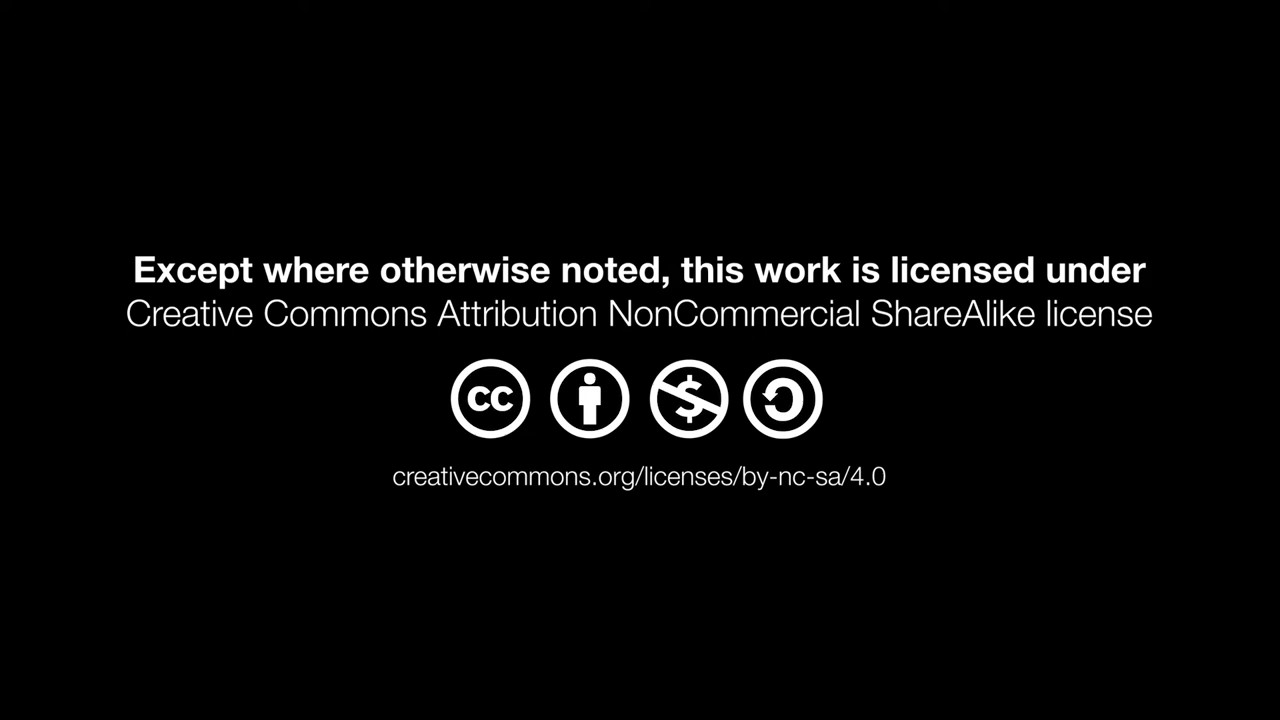 Except where otherwise noted, this work is licensed under
Creative Commons Attribution NonCommercial ShareAlike license
cc
$
creativecommons.org/licenses/by-nc-sa/4.0